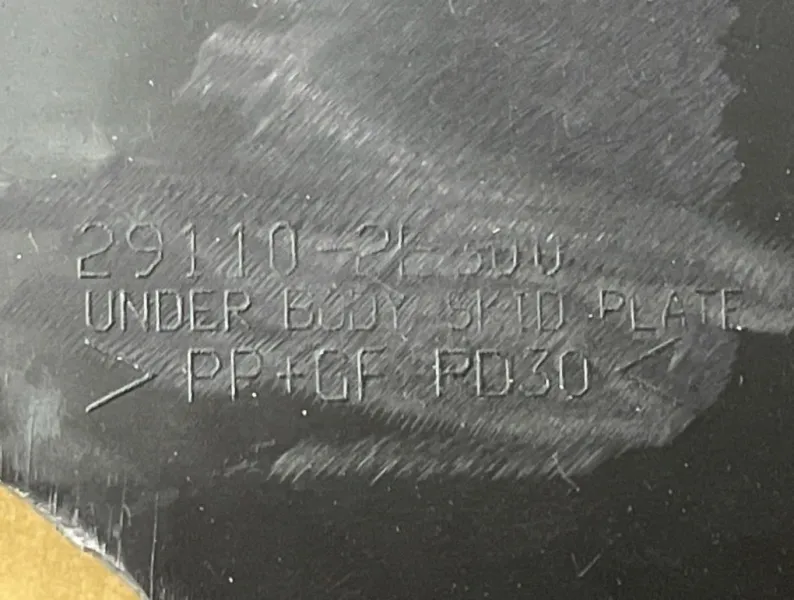 29110-2E500
UNDER BODY SKID PLATE
>PP+GF PD30<